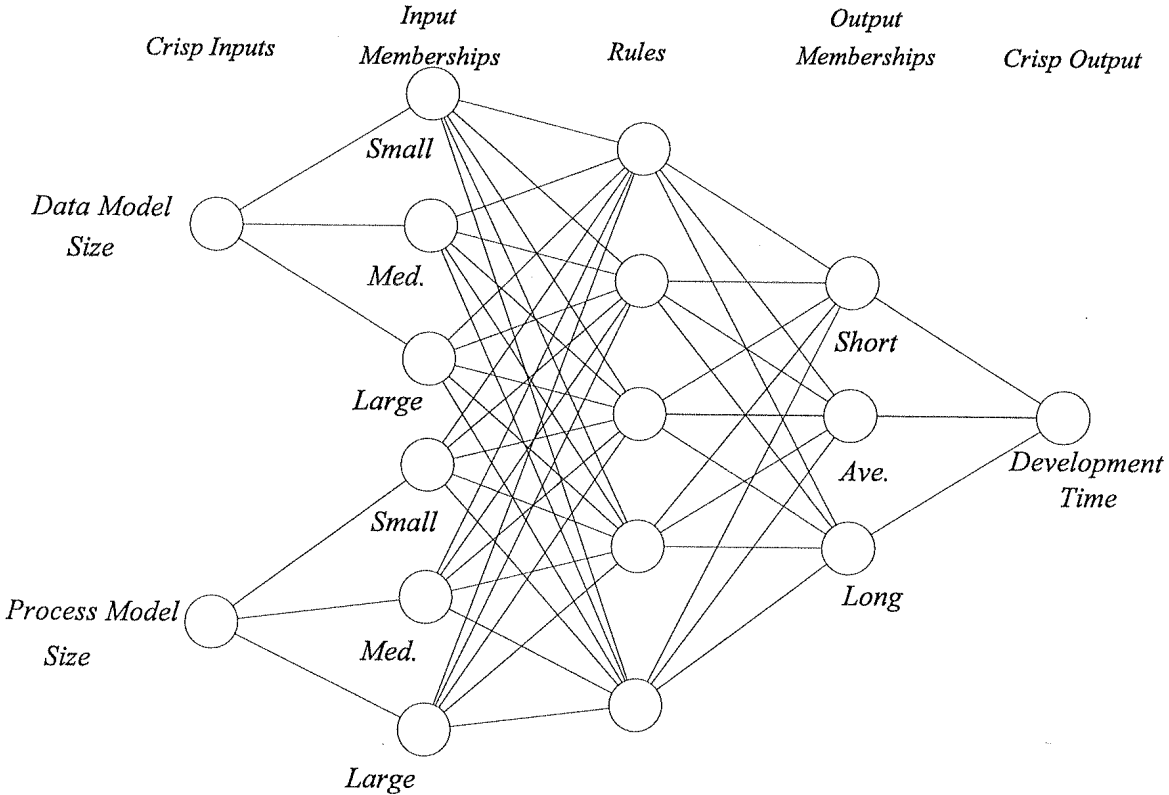 Crisp Inputs
Input
Memberships
Rules
Output
Memberships
Crisp Output
Small
Data Model
Size
Med.
Large
Short
Ave.
Development
Time
Small
Long
Process Model
Size
Med.
Large